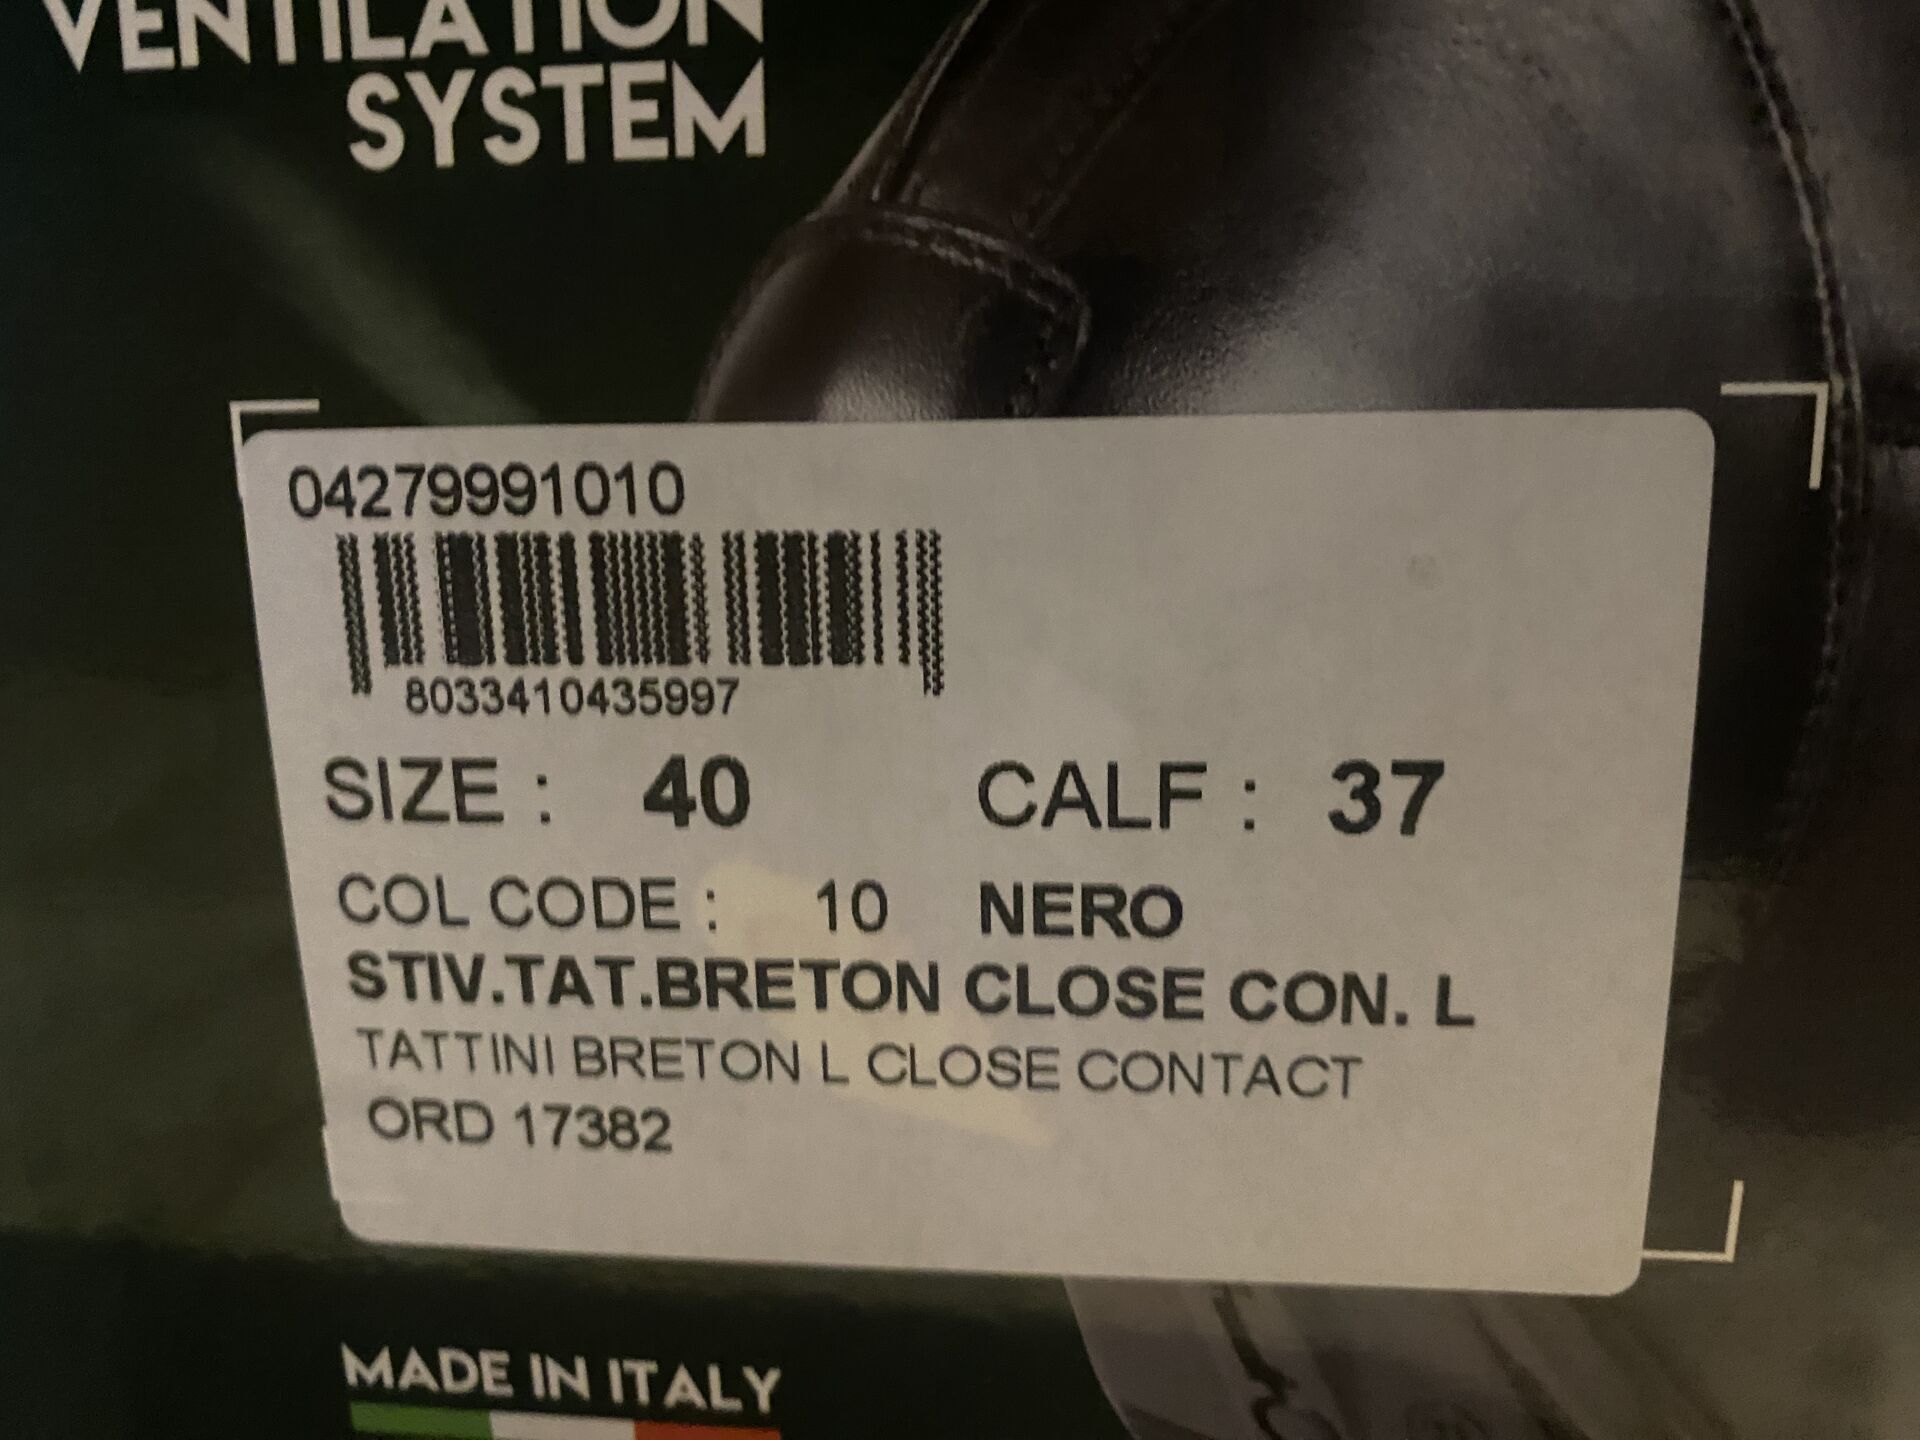 VENTILATION
SYSTEM
04279991010
8033410435997
SIZE : 40 CALF : 37
COL CODE : 10 NERO
STIV.TAT.BRETON CLOSE CON. L
TATTINI BRETON L CLOSE CONTACT
ORD 17382
MADE IN ITALY